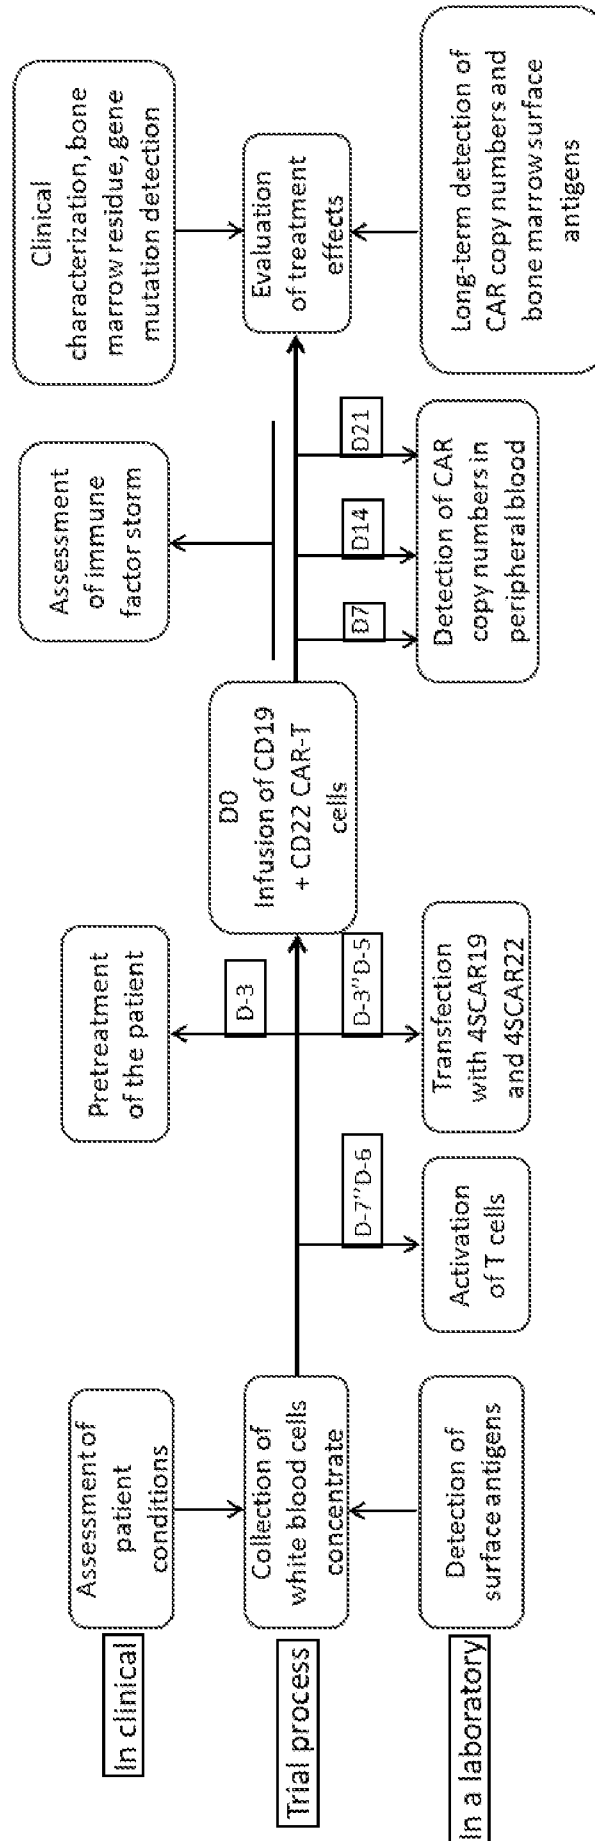 In clinical
Assessment of
patient
conditions
Pretreatment
of the patient
Assessment
of immune
factor storm
Clinical
characterization, bone
marrow residue, gene
mutation detection
Trial process
Collection of
white blood cells
concentrate
D-3
D-7"D-6
D-3"D-5
D0
Infusion of CD19
+ CD22 CAR-T
cells
D7
D14
D21
Evaluation
of treatment
effects
In a laboratory
Detection of
surface antigens
Activation
of T cells
Transfection
with 4SCAR19
and 4SCAR22
Detection of CAR
copy numbers in
peripheral blood
Long-term detection of
CAR copy numbers and
bone marrow surface
antigens